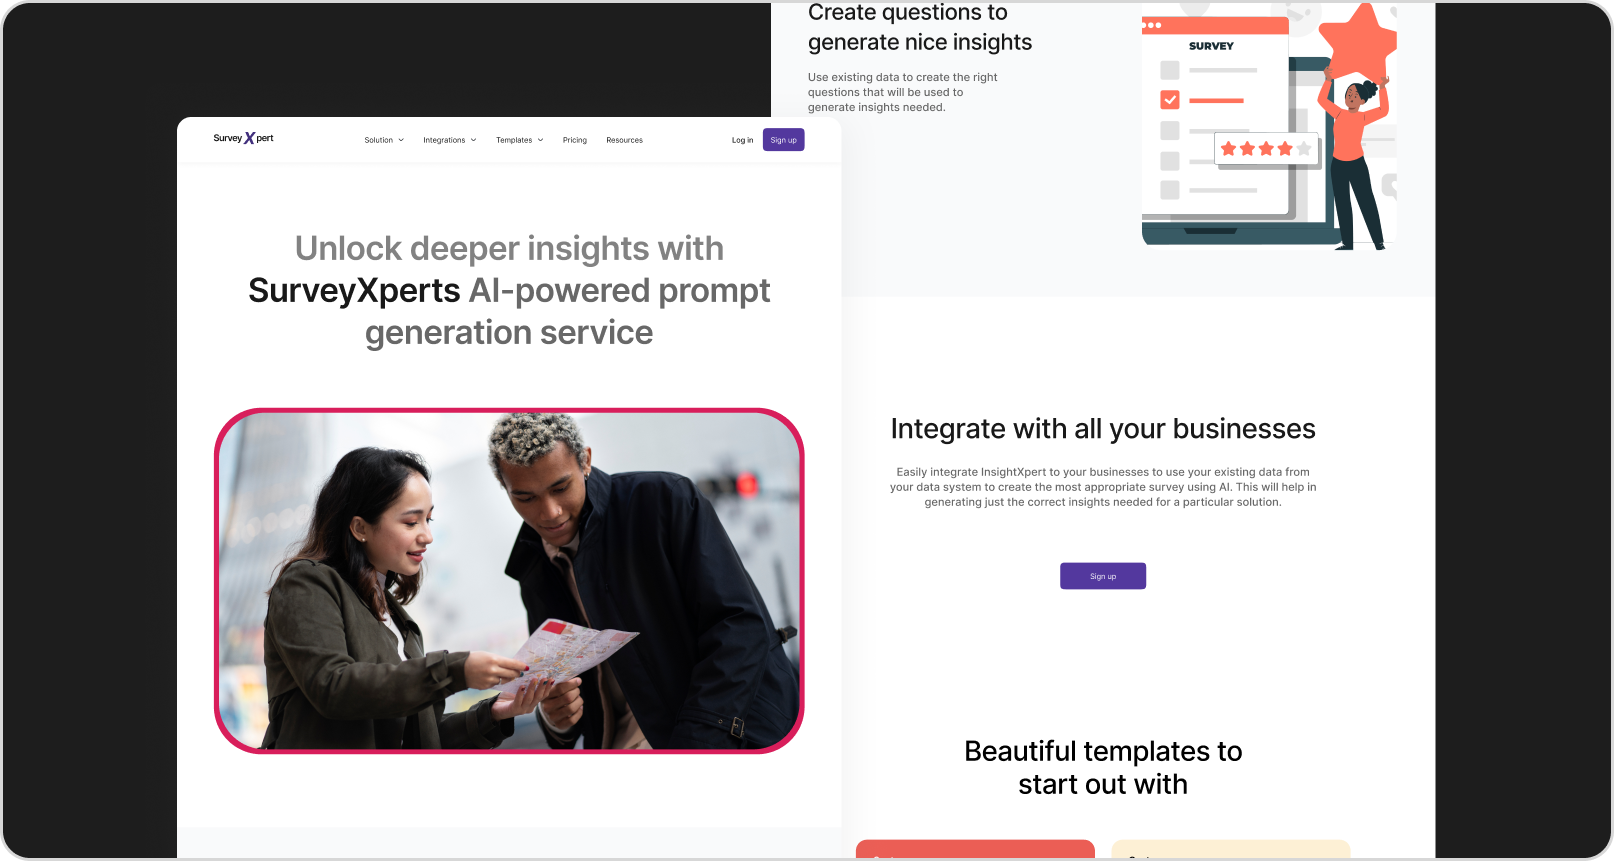 Survey Xpert
Solution
Integrations
Templates
Pricing
Resources
Log in
Sign up
Unlock deeper insights with
SurveyXperts AI-powered prompt
generation service
Create questions to
generate nice insights
Use existing data to create the right
questions that will be used to
generate insights needed.
SURVEY
Integrate with all your businesses
Easily integrate InsightXpert to your businesses to use your existing data from
your data system to create the most appropriate survey using AI. This will help in
generating just the correct insights needed for a particular solution.
Sign up
Beautiful templates to
start out with